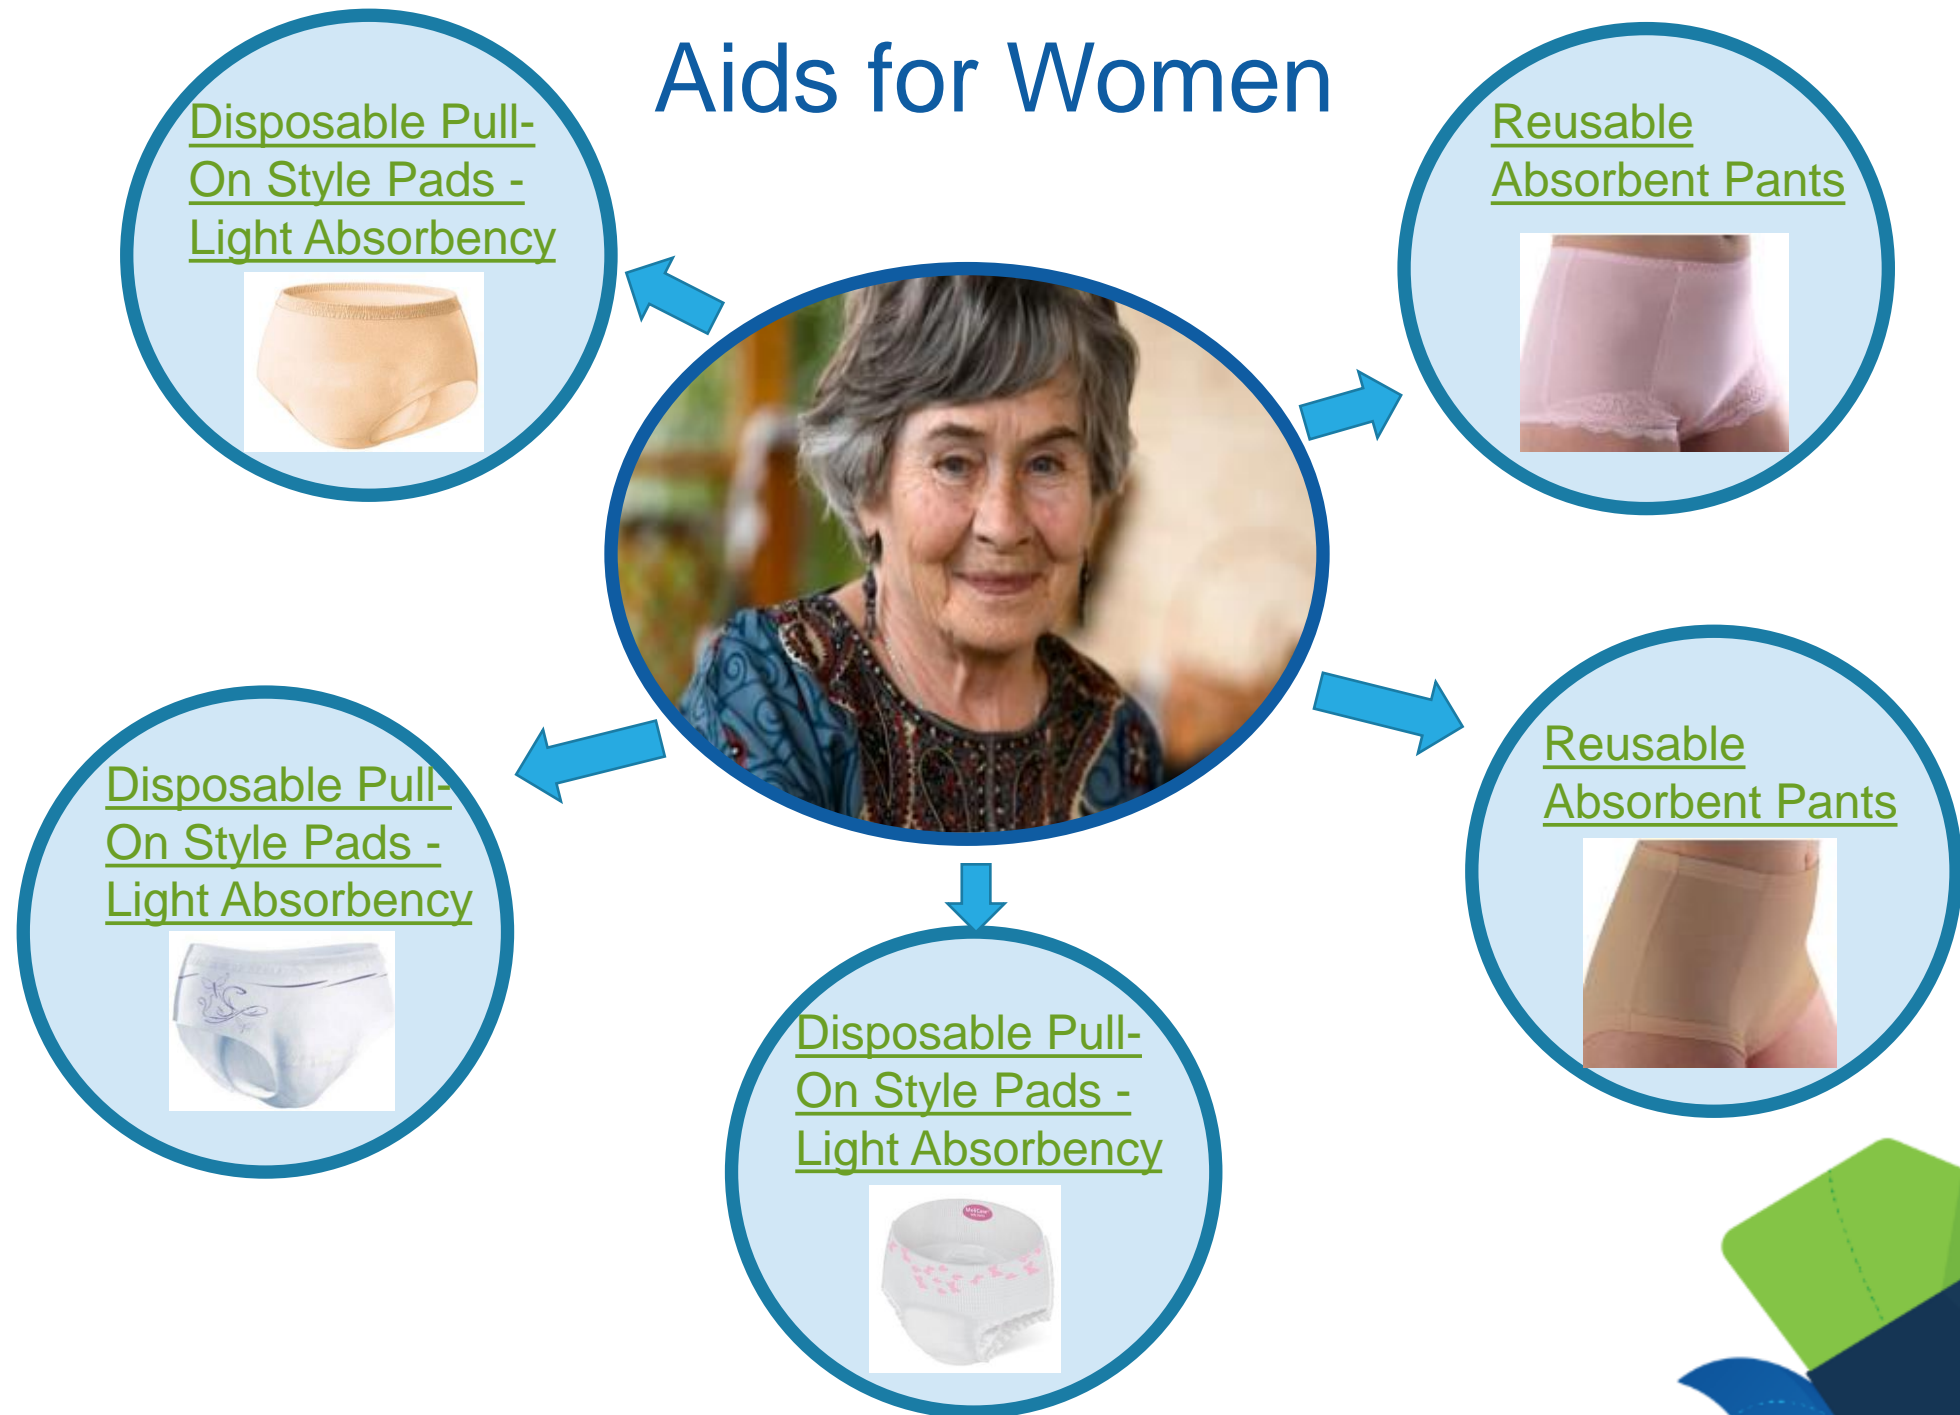 Aids for Women
Disposable Pull-
On Style Pads -
Light Absorbency
Reusable
Absorbent Pants
Disposable Pull-
On Style Pads -
Light Absorbency
Reusable
Absorbent Pants
Disposable Pull-
On Style Pads -
Light Absorbency